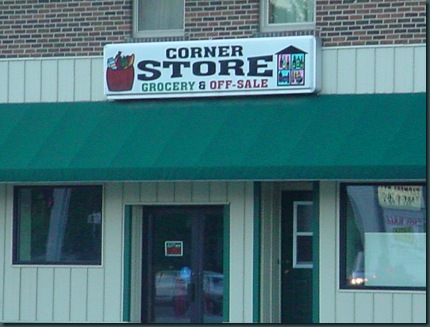 CORNER
STORE
GROCERY & OFF-SALE